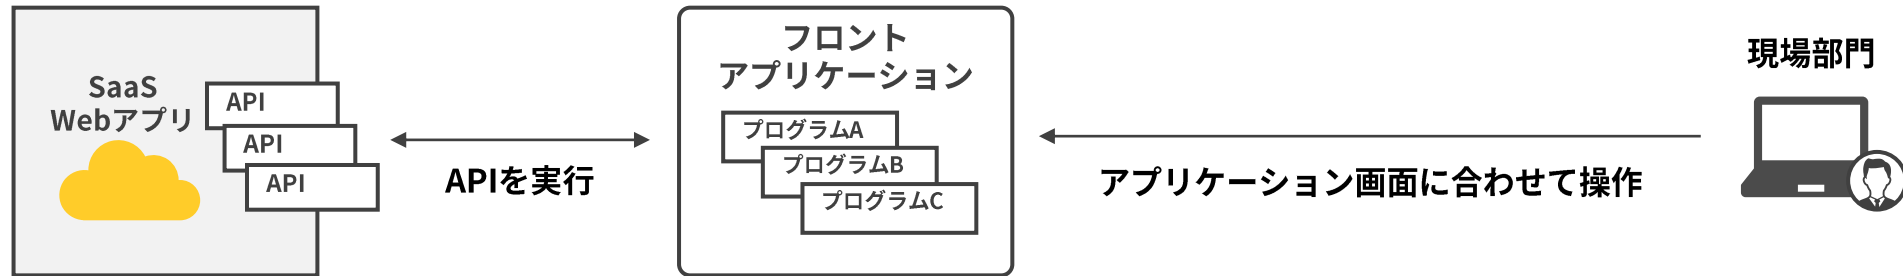 SaaS
Webアプリ
API
API
API
APIを実行
フロント
アプリケーション
プログラムA
プログラムB
プログラムC
アプリケーション画面に合わせて操作
現場部門